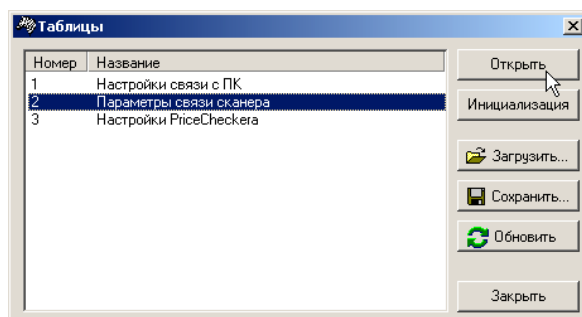 Таблицы
Номер Название
1 Настройки связи с ПК
2 Параметры связи сканера
3 Настройки PriceCheckera
Открыть
Инициализация
Загрузить...
Сохранить...
Обновить
Закрыть